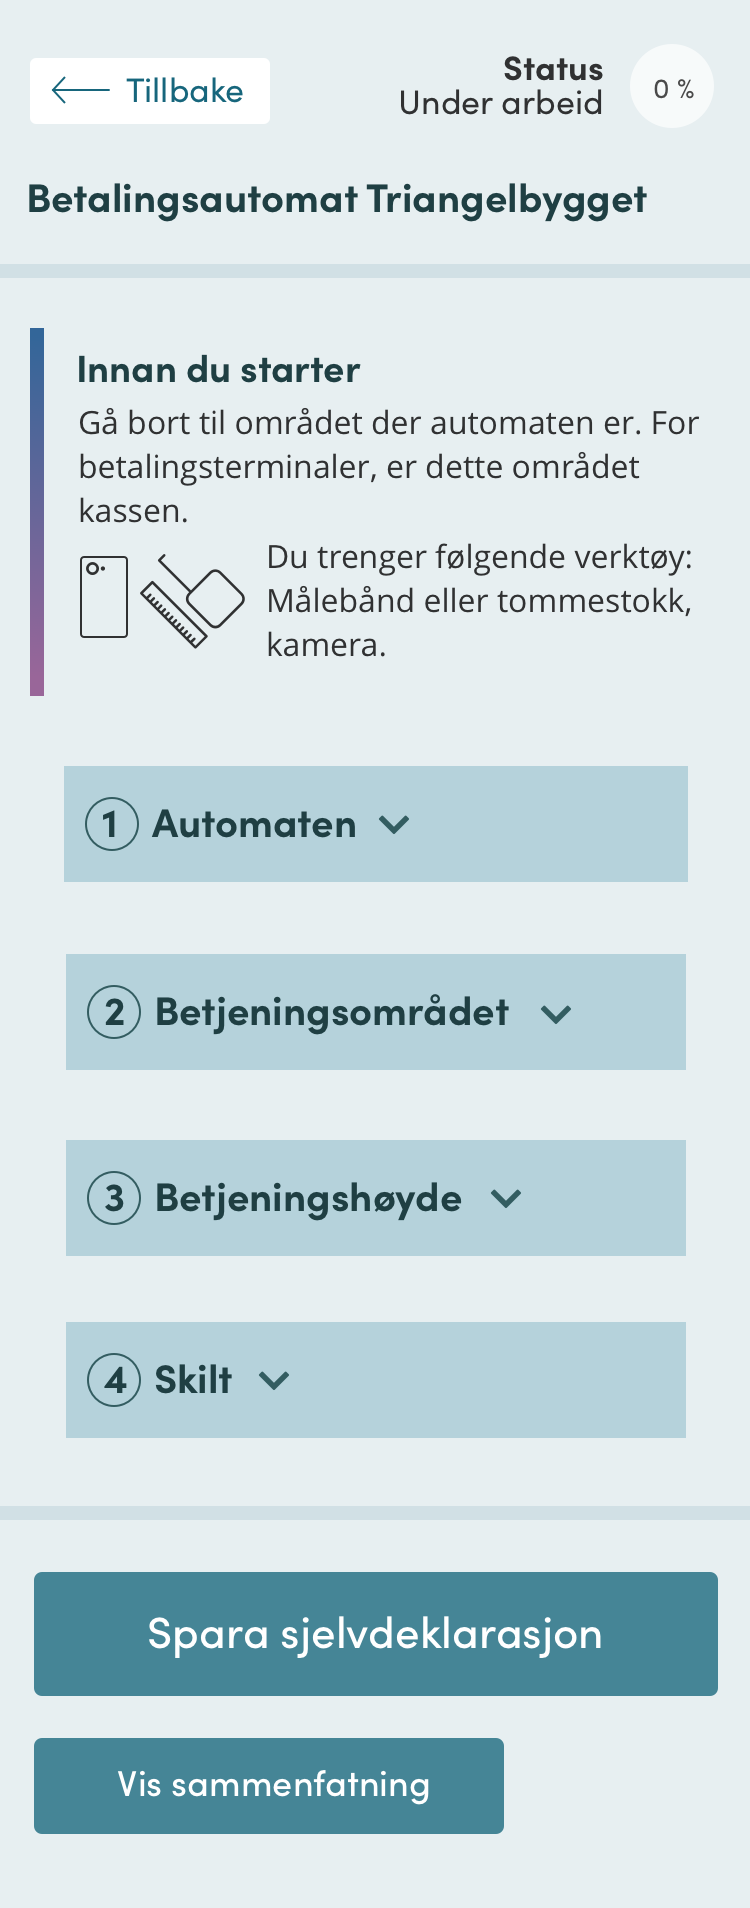 Tillbake
Status
Under arbeid
0 %
Betalingsautomat Triangelbygget
Innan du starter
Gå bort til området der automaten er. For
betalingsterminaler, er dette området
kassen.
Du trenger følgende verktøy:
Målebånd eller tommestokk,
kamera.
1 Automaten
2 Betjeningsområdet
3 Betjeningshøyde
4 Skilt
Spara sjelvdeklarasjon
Vis sammenfatning